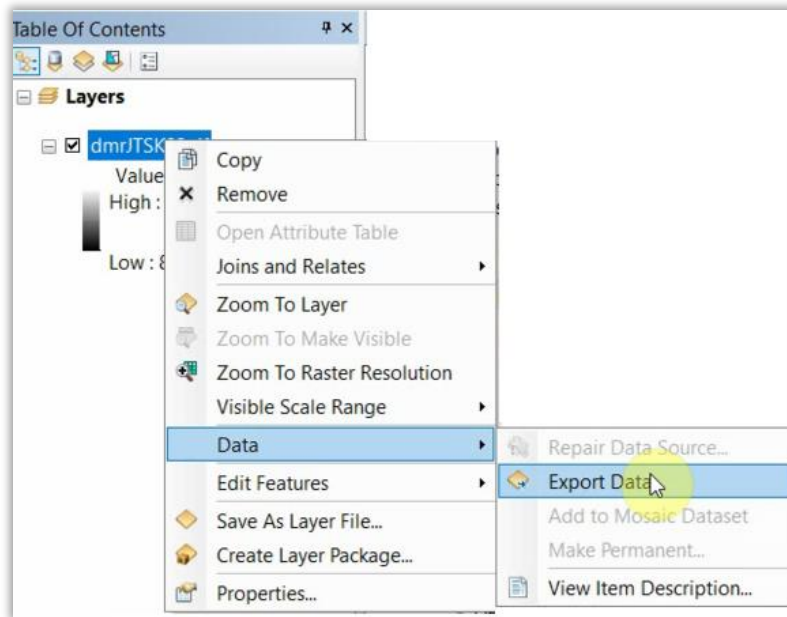 Table Of Contents
Layers
dmrJTSK
Value
High :
Low : 8
Copy
Remove
Open Attribute Table
Joins and Relates
Zoom To Layer
Zoom To Make Visible
Zoom To Raster Resolution
Visible Scale Range
Data
Edit Features
Save As Layer File...
Create Layer Package...
Properties...
Repair Data Source...
Export Data
Add to Mosaic Dataset
Make Permanent...
View Item Description...